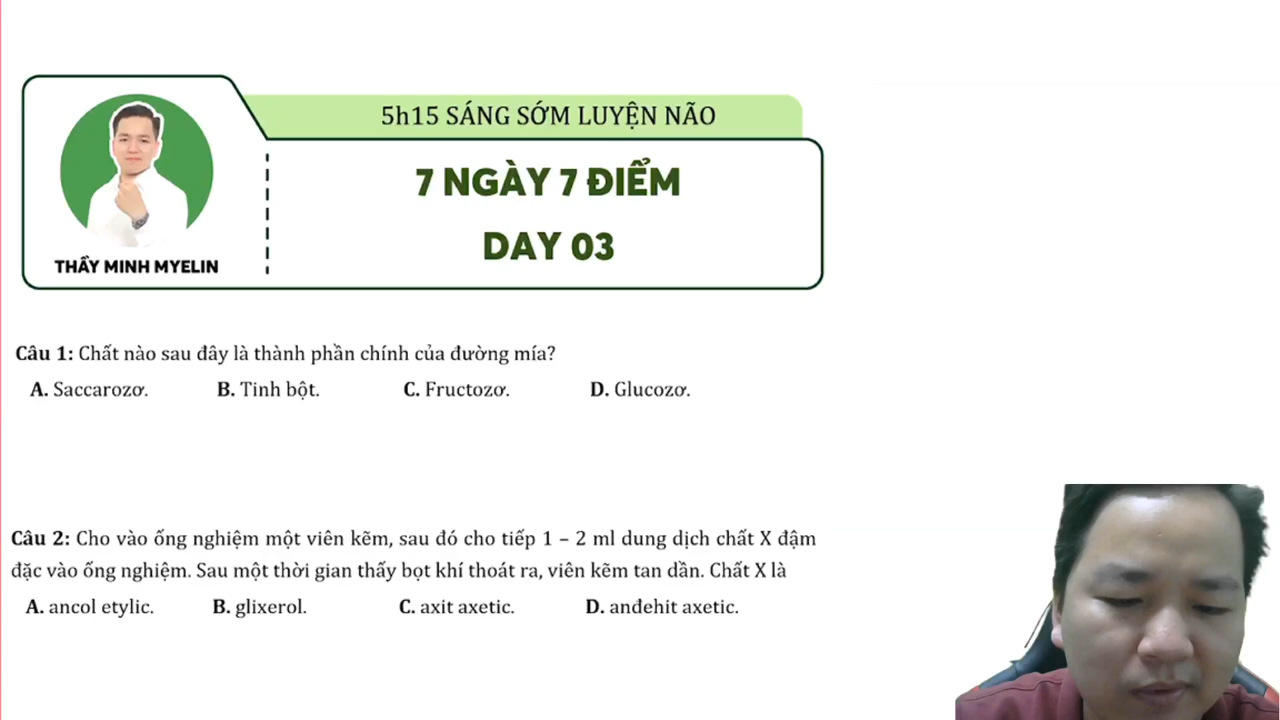 5h15 SÁNG SỚM LUYỆN NÃO
7 NGÀY 7 ĐIỂM
DAY 03
THẦY MINH MYELIN
Câu 1: Chất nào sau đây là thành phần chính của đường mía?
A. Saccarozơ. B. Tinh bột. C. Fructozơ. D. Glucozơ.
Câu 2: Cho vào ống nghiệm một viên kẽm, sau đó cho tiếp 1 – 2 ml dung dịch chất X đậm
đặc vào ống nghiệm. Sau một thời gian thấy bọt khí thoát ra, viên kẽm tan dần. Chất X là
A. ancol etylic. B. glixerol. C. axit axetic. D. anđehit axetic.